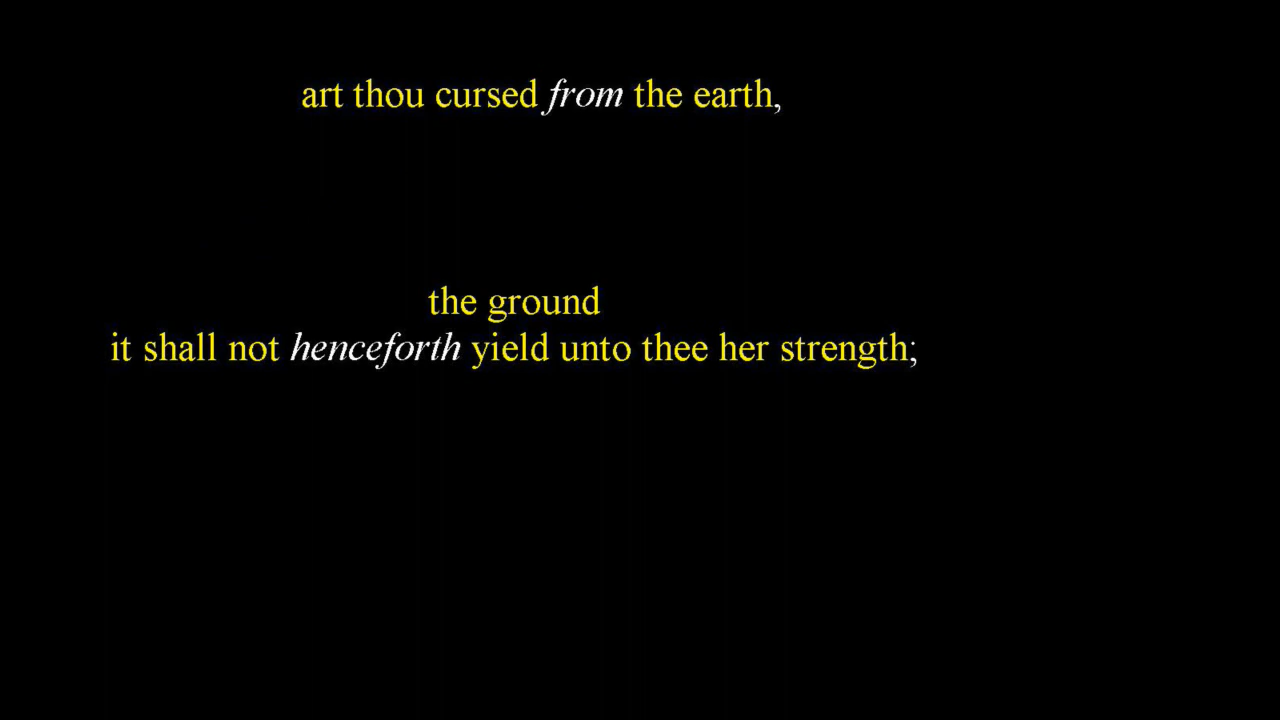 art thou cursed from the earth,
the ground
it shall not henceforth yield unto thee her strength;